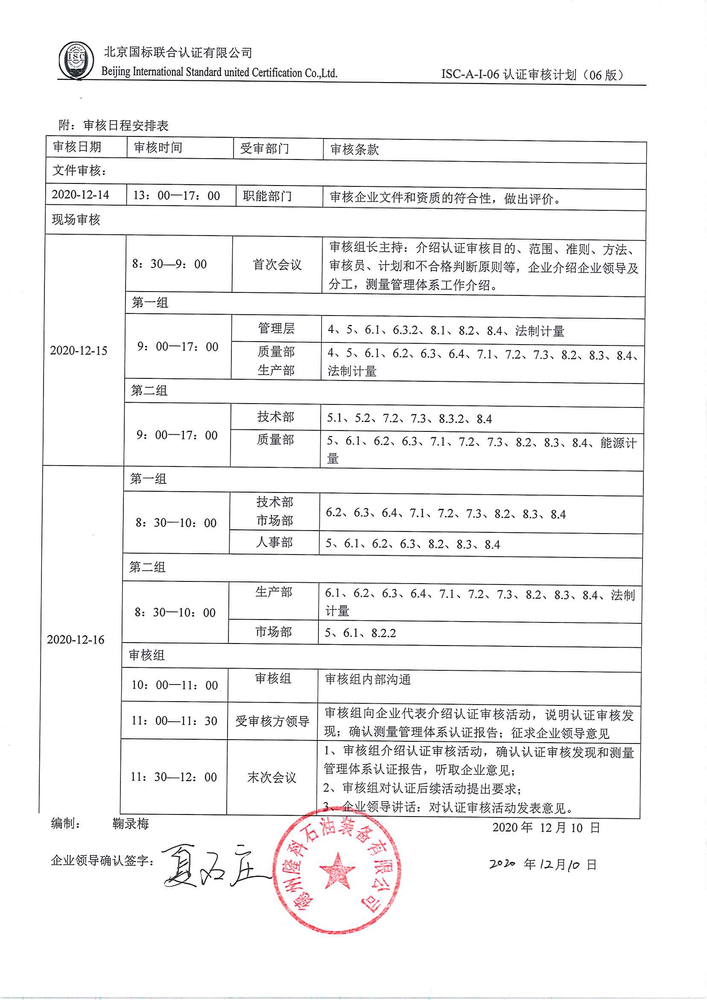 ISC
北京国标联合认证有限公司
Beijing International Standard united Certification Co.,Ltd.
ISC-A-I-06 认证审核计划（06 版）
附：审核日程安排表
审核日期 审核时间 受审部门 审核条款
文件审核：
2020-12-14 13：00—17：00 职能部门 审核企业文件和资质的符合性，做出评价。
现场审核
2020-12-15
8：30—9：00 首次会议
审核组长主持：介绍认证审核目的、范围、准则、方法、
审核员、计划和不合格判断原则等，企业介绍企业领导及
分工，测量管理体系工作介绍。
第一组
9：00—17：00
管理层 4、5、6.1、6.3.2、8.1、8.2、8.4、法制计量
质量部
生产部
4、5、6.1、6.2、6.3、6.4、7.1、7.2、7.3、8.2、8.3、8.4、
法制计量
第二组
9：00—17：00
技术部 5.1、5.2、7.2、7.3、8.3.2、8.4
质量部 5、6.1、6.2、6.3、7.1、7.2、7.3、8.2、8.3、8.4、能源计
量
2020-12-16
第一组
8：30—10：00
技术部
市场部
6.2、6.3、6.4、7.1、7.2、7.3、8.2、8.3、8.4
人事部 5、6.1、6.2、6.3、8.2、8.3、8.4
第二组
8：30—10：00
生产部 6.1、6.2、6.3、6.4、7.1、7.2、7.3、8.2、8.3、8.4、法制
计量
市场部 5、6.1、8.2.2
审核组
10：00—11：00 审核组 审核组内部沟通
11：00—11：30 受审核方领导
审核组向企业代表介绍认证审核活动，说明认证审核发
现；确认测量管理体系认证报告；征求企业领导意见
11：30—12：00 末次会议
1、审核组介绍认证审核活动，确认认证审核发现和测量
管理体系认证报告，听取企业意见；
2、审核组对认证后续活动提出要求；
3、企业领导讲话：对认证审核活动发表意见。
编制： 鞠录梅 2020 年 12 月 10 日
企业领导确认签字：夏石庄 2020 年 12 月 10 日
德州隆科石油装备有限公司